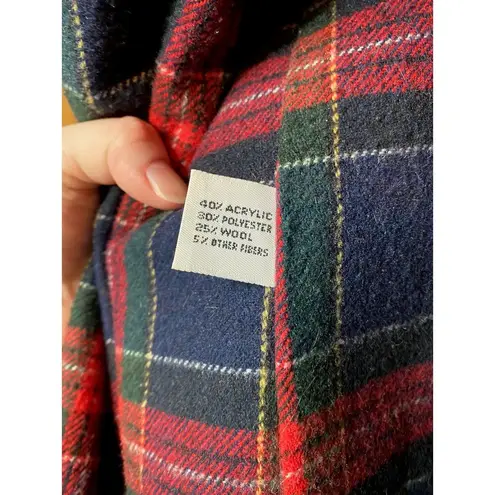 40% ACRYLIC
30% POLYESTER
25% WOOL
5% OTHER FIBERS